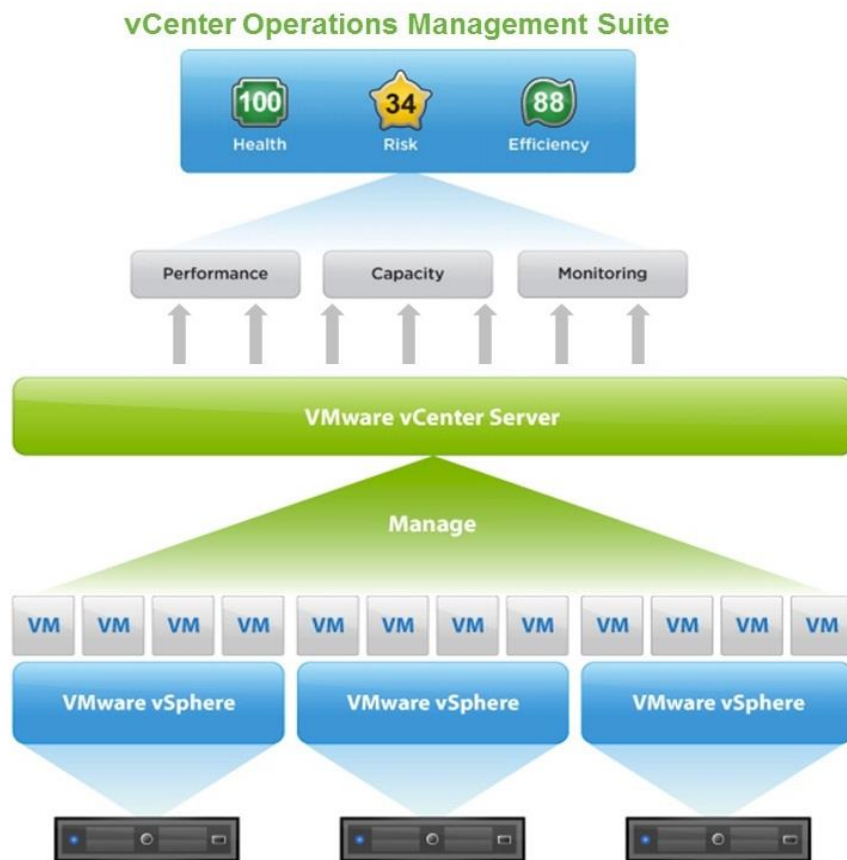 vCenter Operations Management Suite
100 34 88
Health Risk Efficiency
Performance Capacity Monitoring
VMware vCenter Server
Manage
VM VM VM VM VM VM VM VM VM VM VM VM
VMware vSphere VMware vSphere VMware vSphere